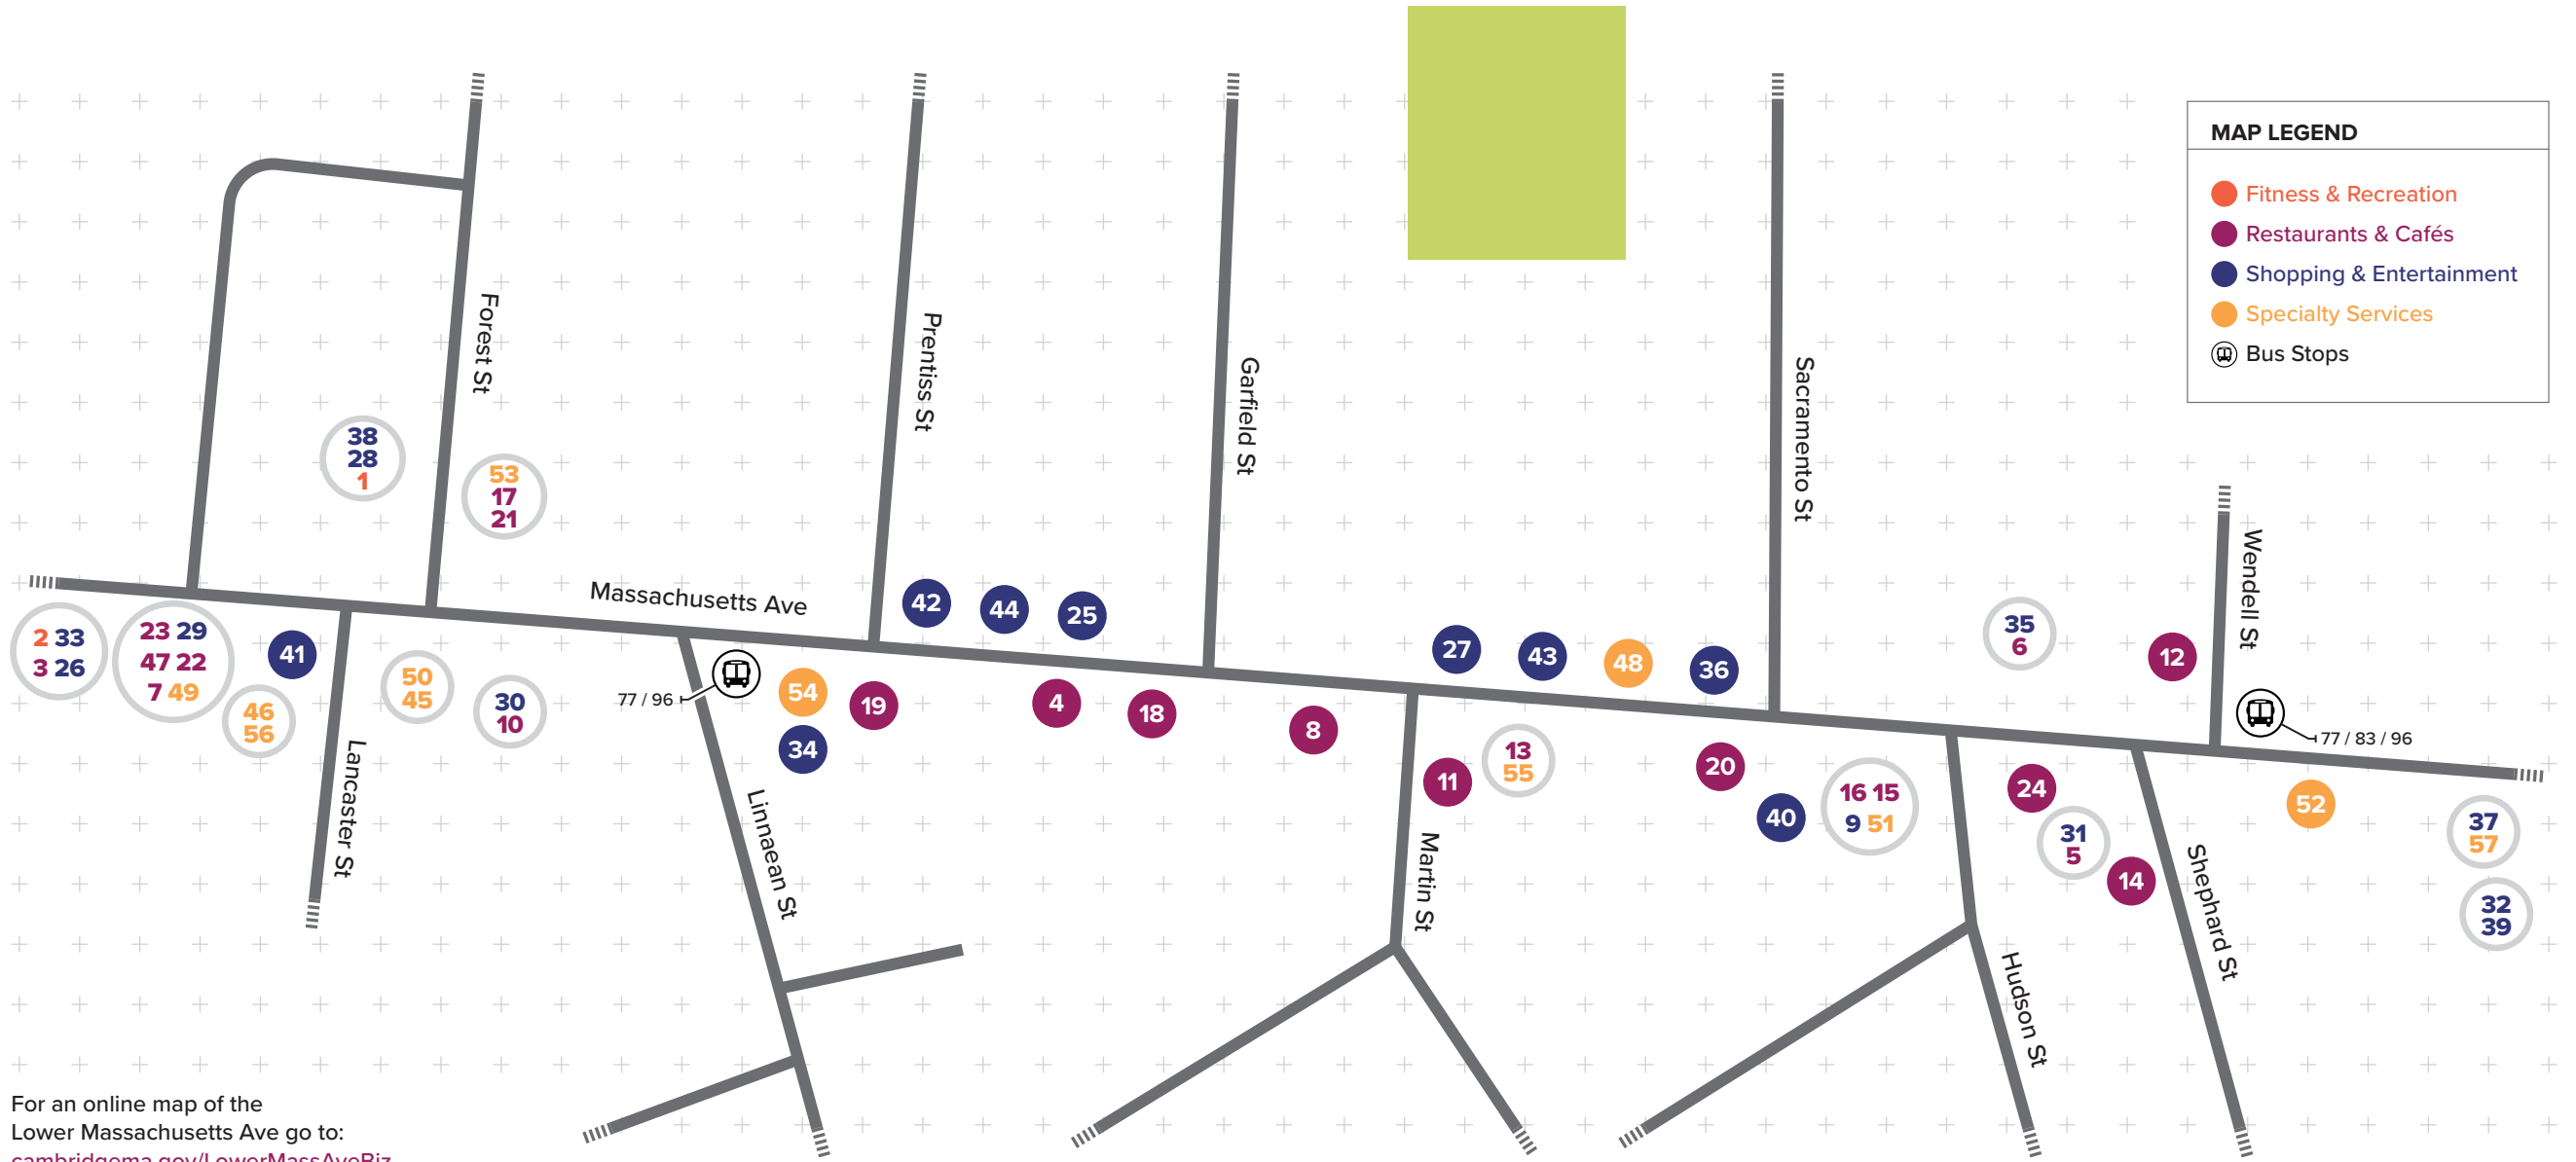 MAP LEGEND
Fitness & Recreation
Restaurants & Cafés
Shopping & Entertainment
Specialty Services
Bus Stops
Forest St
Prentiss St
Garfield St
Sacramento St
Wendell St
38
28
1
53
17
21
Massachusetts Ave
42
44
25
27
43
48
36
35
6
12
2 33
3 26
23 29
47 22
7 49
41
46
56
50
45
30
10
77 / 96
54
34
19
4
18
8
11
13
55
20
40
16 15
9 51
24
31
5
14
77 / 83 / 96
52
37
57
32
39
Lancaster St
Linnaean St
Martin St
Hudson St
Shephard St
For an online map of the
Lower Massachusetts Ave go to:
cambridgema.gov/LowerMassAveBiz